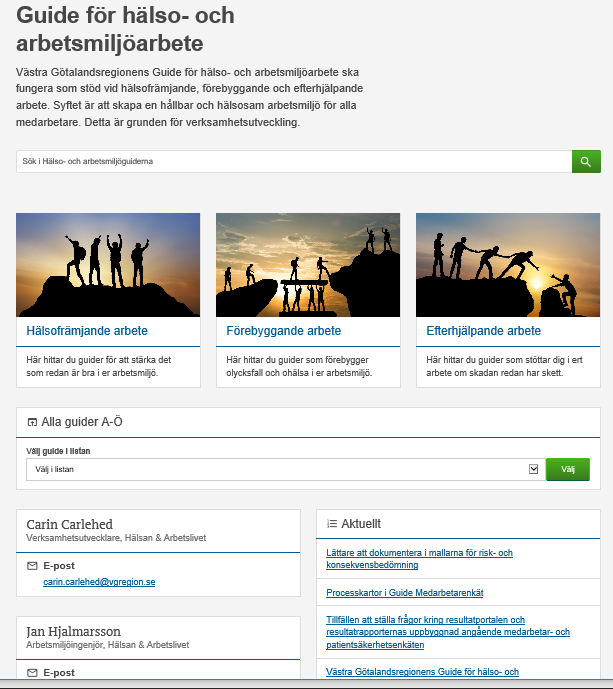 Guide för hälso- och
arbetsmiljöarbete
Västra Götalandsregionens Guide för hälso- och arbetsmiljöarbete ska
fungera som stöd vid hälsofrämjande, förebyggande och efterhjälpande
arbete. Syftet är att skapa en hållbar och hälsosam arbetsmiljö för alla
medarbetare. Detta är grunden för verksamhetsutveckling.
Sök i Hälso- och arbetsmiljöguiderna
Hälsofrämjande arbete
Här hittar du guider för att stärka det
som redan är bra i er arbetsmiljö.
Förebyggande arbete
Här hittar du guider som förebygger
olycksfall och ohälsa i er arbetsmiljö.
Efterhjälpande arbete
Här hittar du guider som stöttar dig i ert
arbete om skadan redan har skett.
Alla guider A-Ö
Välj guide i listan
Välj i listan
Välj
Carin Carlehed
Verksamhetsutvecklare, Hälsan & Arbetslivet
E-post
carin.carlehed@vgregion.se
Jan Hjalmarsson
Arbetsmiljöingenjör, Hälsan & Arbetslivet
E-post
Aktuellt
Lättare att dokumentera i mallarna för risk- och
konsekvensbedömning
Processkartor i Guide Medarbetarenkät
Tillfällen att ställa frågor kring resultatportalen och
resultatrapporternas uppbyggnad angående medarbetar- och
patientsäkerhetsenkäten
Västra Götalandsregionens Guide för hälso- och